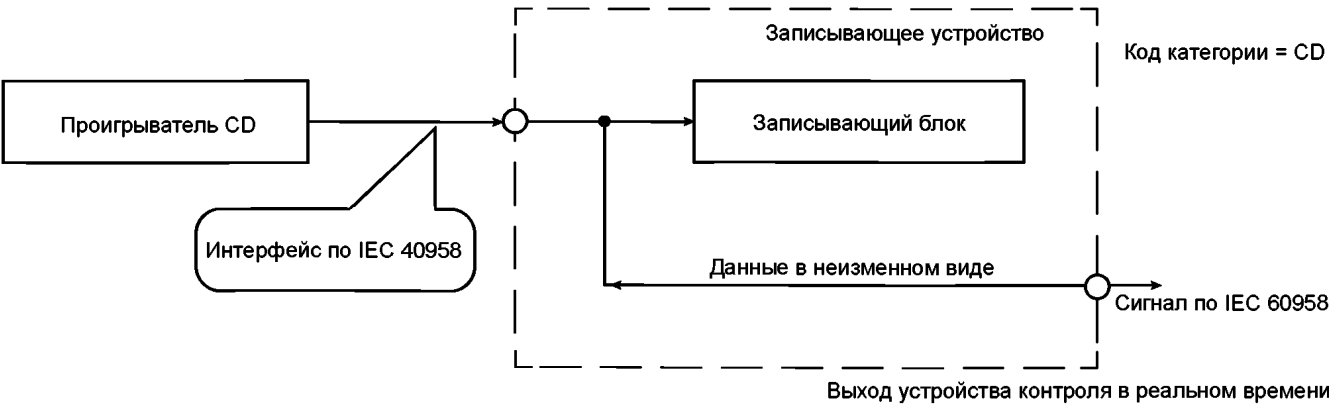 Записывающее устройство
Код категории = CD
Проигрыватель CD
Записывающий блок
Интерфейс по IEC 40958
Данные в неизменном виде
Сигнал по IEC 60958
Выход устройства контроля в реальном времени